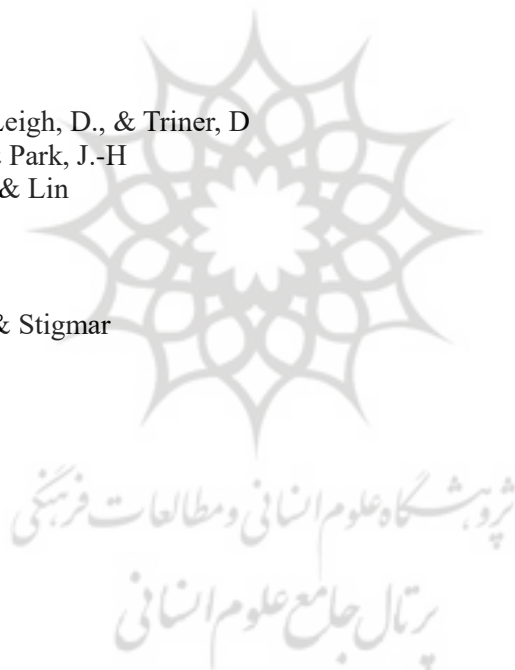 Leigh, D., & Triner, D
Park, J.-H
& Lin
& Stigmar
پژوهشگاه علوم انسانی و مطالعات فرهنگی
پرتال جامع علوم انسانی